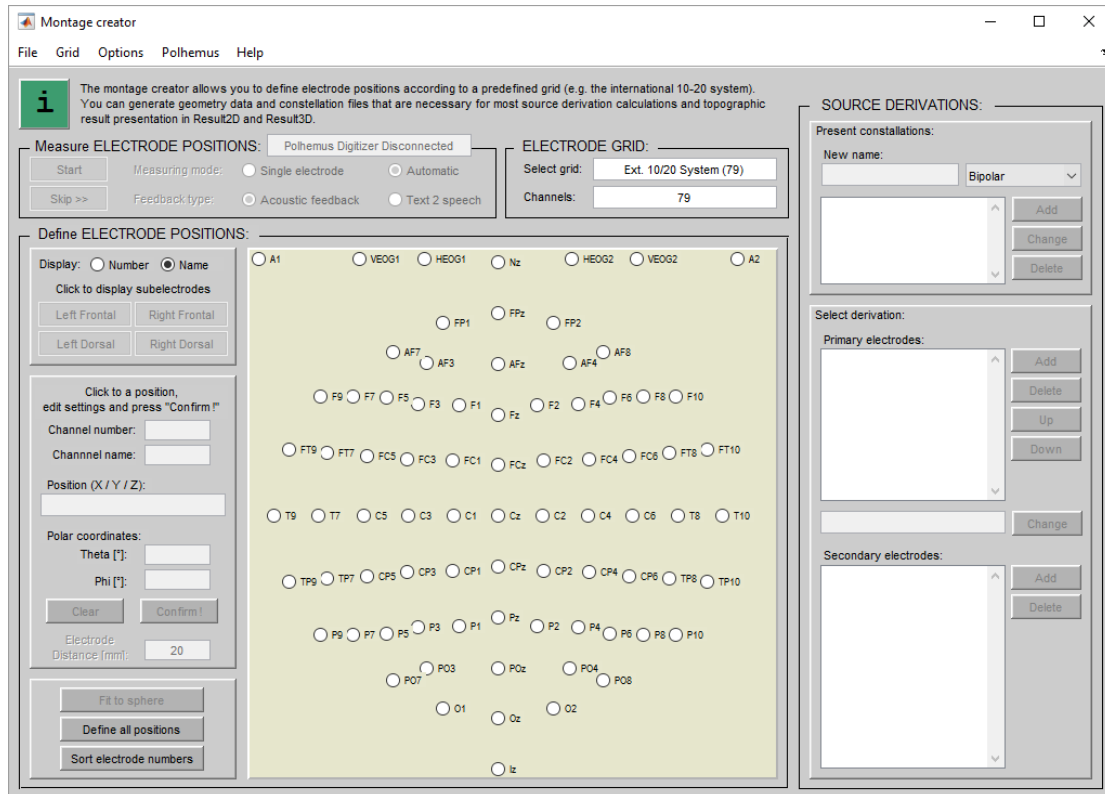 Montage creator
File Grid Options Polhemus Help
i
The montage creator allows you to define electrode positions according to a predefined grid (e.g. the international 10-20 system).
You can generate geometry data and constellation files that are necessary for most source derivation calculations and topographic
result presentation in Result2D and Result3D.
Measure ELECTRODE POSITIONS: Polhemus Digitizer Disconnected
Start Measuring mode: Single electrode Automatic
Skip >> Feedback type: Acoustic feedback Text 2 speech
ELECTRODE GRID:
Select grid: Ext. 10/20 System (79)
Channels: 79
Define ELECTRODE POSITIONS:
Display: Number Name
Click to display subelectrodes
Left Frontal Right Frontal
Left Dorsal Right Dorsal
Click to a position,
edit settings and press "Confirm!"
Channel number:
Channnel name:
Position (X / Y / Z):
Polar coordinates:
Theta [°]:
Phi [°]:
Clear Confirm!
Electrode
Distance [mm]: 20
Fit to sphere
Define all positions
Sort electrode numbers
A1 VEOG1 HEOG1 Nz HEOG2 VEOG2 A2
FP1 FPz FP2
AF7 AF3 AFz AF4 AF8
F9 F7 F5 F3 F1 Fz F2 F4 F6 F8 F10
FT9 FT7 FC5 FC3 FC1 FCz FC2 FC4 FC6 FT8 FT10
T9 T7 C5 C3 C1 Cz C2 C4 C6 T8 T10
TP9 TP7 CP5 CP3 CP1 CPz CP2 CP4 CP6 TP8 TP10
P9 P7 P5 P3 P1 Pz P2 P4 P6 P8 P10
PO7 PO3 POz PO4 PO8
O1 Oz O2
Iz
SOURCE DERIVATIONS:
Present constallations:
New name:
Bipolar
Add
Change
Delete
Select derivation:
Primary electrodes:
Add
Delete
Up
Down
Change
Secondary electrodes:
Add
Delete